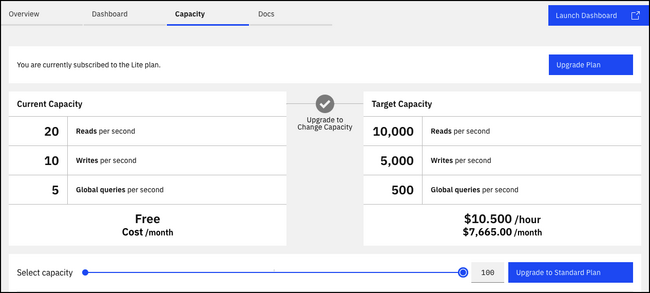 Overview Dashboard Capacity Docs Launch Dashboard
You are currently subscribed to the Lite plan. Upgrade Plan
Current Capacity
20 Reads per second
10 Writes per second
5 Global queries per second
Free
Cost /month
Upgrade to
Change Capacity
Target Capacity
10,000 Reads per second
5,000 Writes per second
500 Global queries per second
$10.500 /hour
$7,665.00 /month
Select capacity 100 Upgrade to Standard Plan